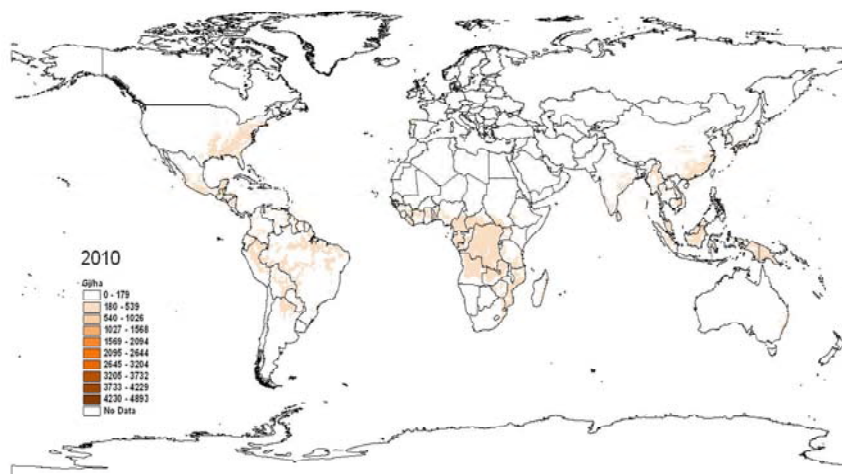 2010
Gj/ha
0 - 179
180 - 539
540 - 1026
1027 - 1568
1569 - 2094
2095 - 2644
2645 - 3204
3205 - 3732
3733 - 4229
4230 - 4893
No Data